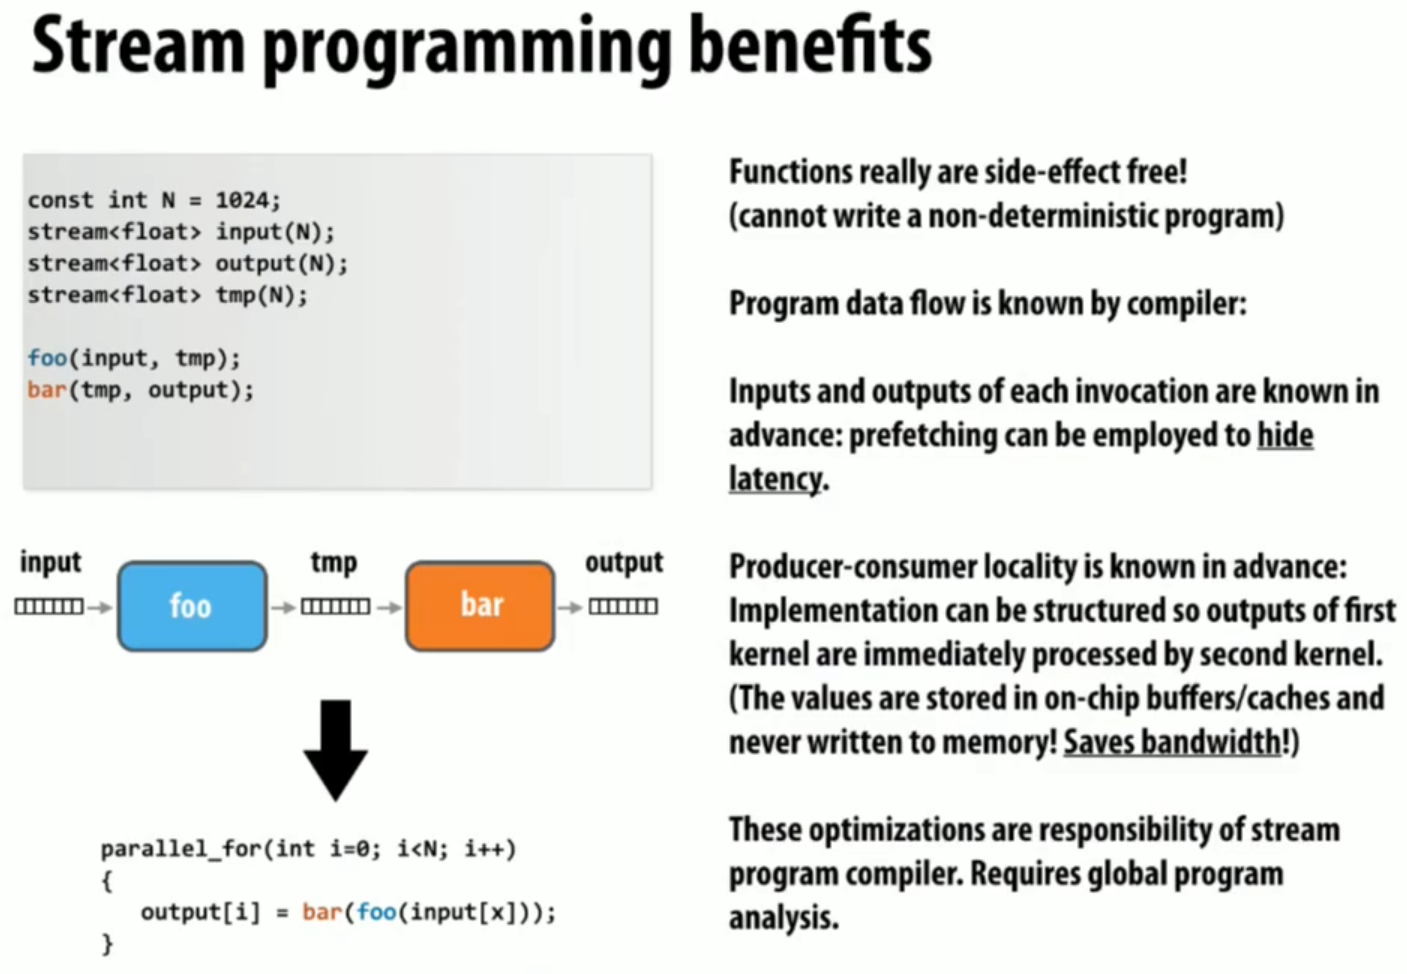 Stream programming benefits
const int N = 1024;
stream<float> input(N);
stream<float> output(N);
stream<float> tmp(N);
foo(input, tmp);
bar(tmp, output);
input
tmp
output
foo
bar
parallel_for(int i=0; i<N; i++)
{
output[i] = bar(foo(input[x]));
}
Functions really are side-effect free!
(cannot write a non-deterministic program)
Program data flow is known by compiler:
Inputs and outputs of each invocation are known in
advance: prefetching can be employed to hide
latency.
Producer-consumer locality is known in advance:
Implementation can be structured so outputs of first
kernel are immediately processed by second kernel.
(The values are stored in on-chip buffers/caches and
never written to memory! Saves bandwidth!)
These optimizations are responsibility of stream
program compiler. Requires global program
analysis.